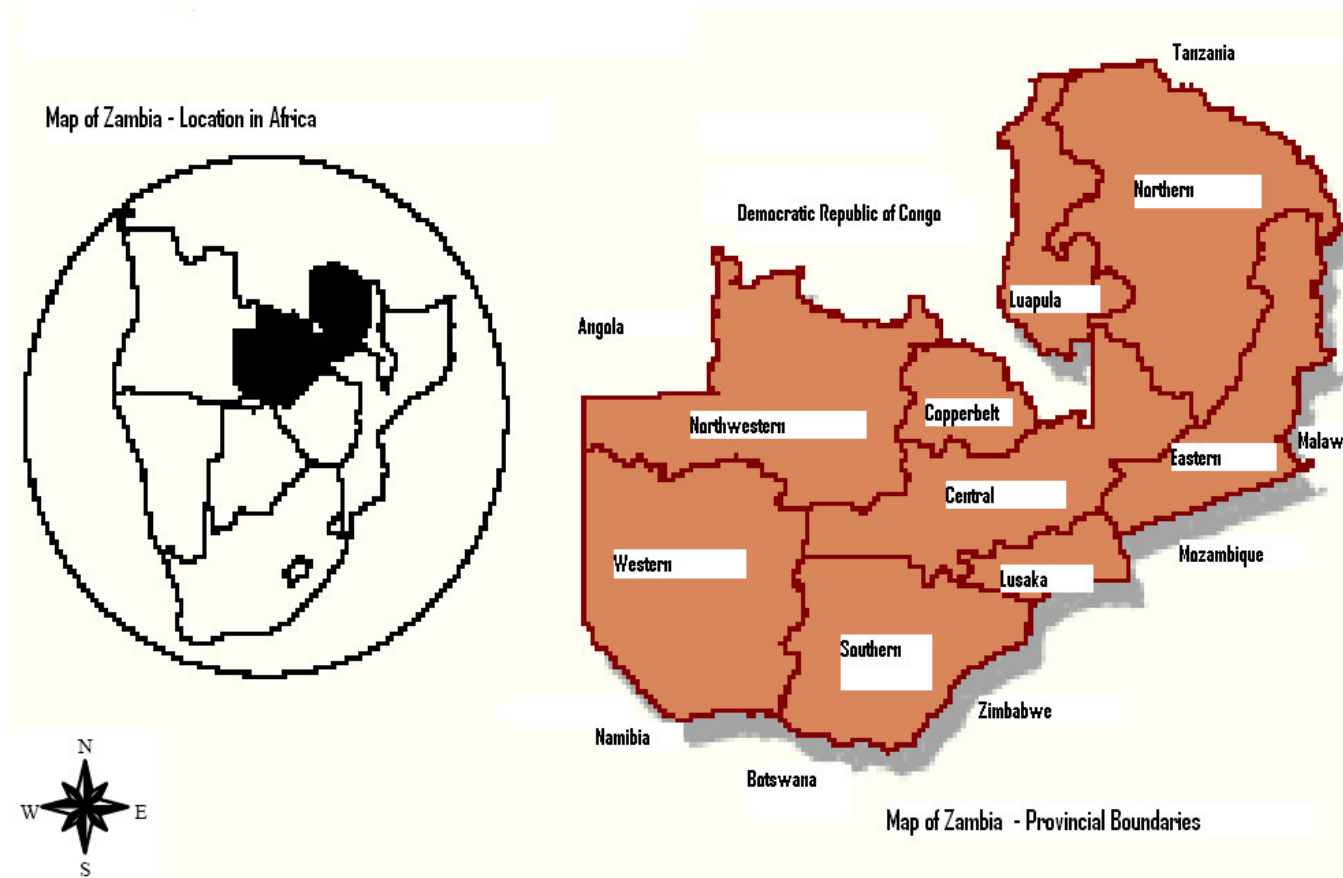 Tanzania
Map of Zambia - Location in Africa
Northern
Democratic Republic of Congo
Luapula
Angola
Copperbelt
Northwestern
Malaw
Eastern
Central
Mozambique
Western
Lusaka
Southern
Zimbabwe
Namibia
N
Botswana
W E
Map of Zambia - Provincial Boundaries
S